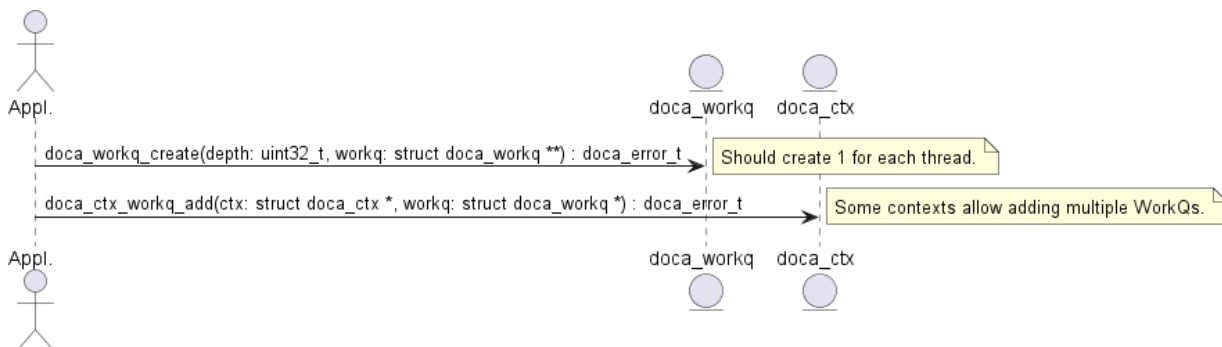 Appl.
doca_workq
doca_ctx
doca_workq_create(depth: uint32_t, workq: struct doca_workq **) : doca_error_t
Should create 1 for each thread.
doca_ctx_workq_add(ctx: struct doca_ctx *, workq: struct doca_workq *) : doca_error_t
Some contexts allow adding multiple WorkQs.
Appl.
doca_workq
doca_ctx